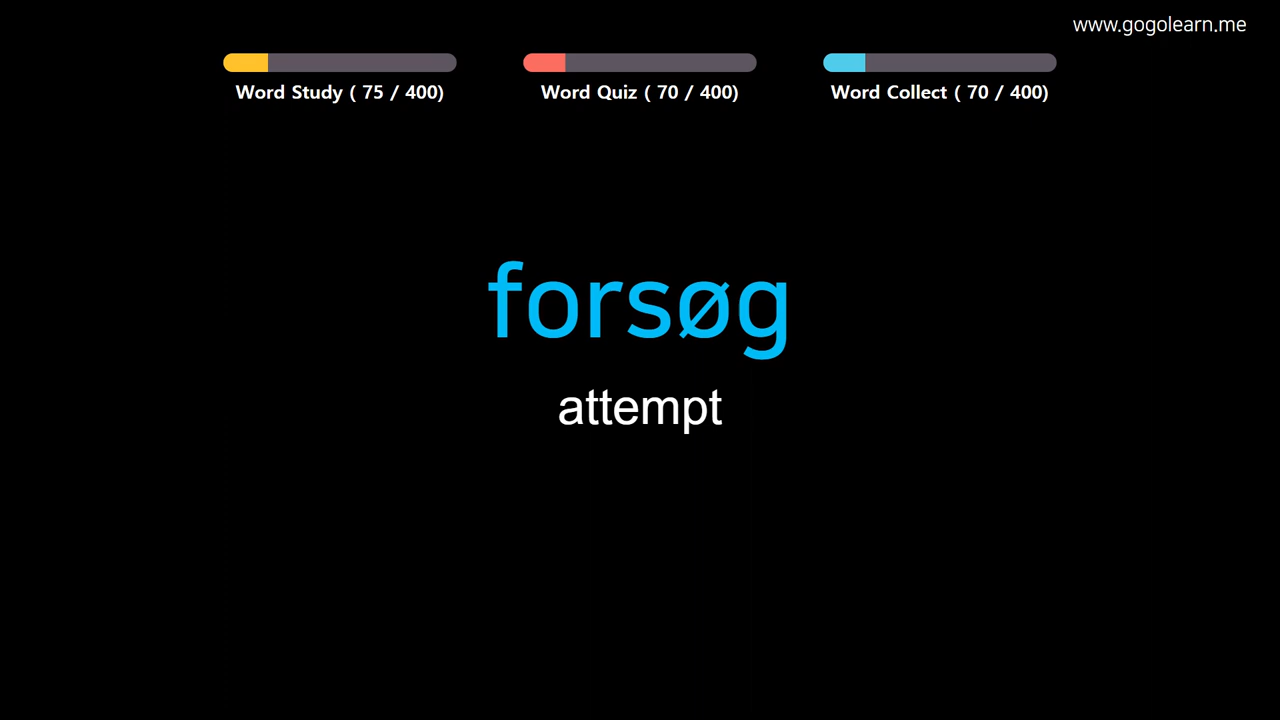 www.gogolearn.me
Word Study ( 75 / 400)
Word Quiz ( 70 / 400)
Word Collect ( 70 / 400)
forsøg
attempt